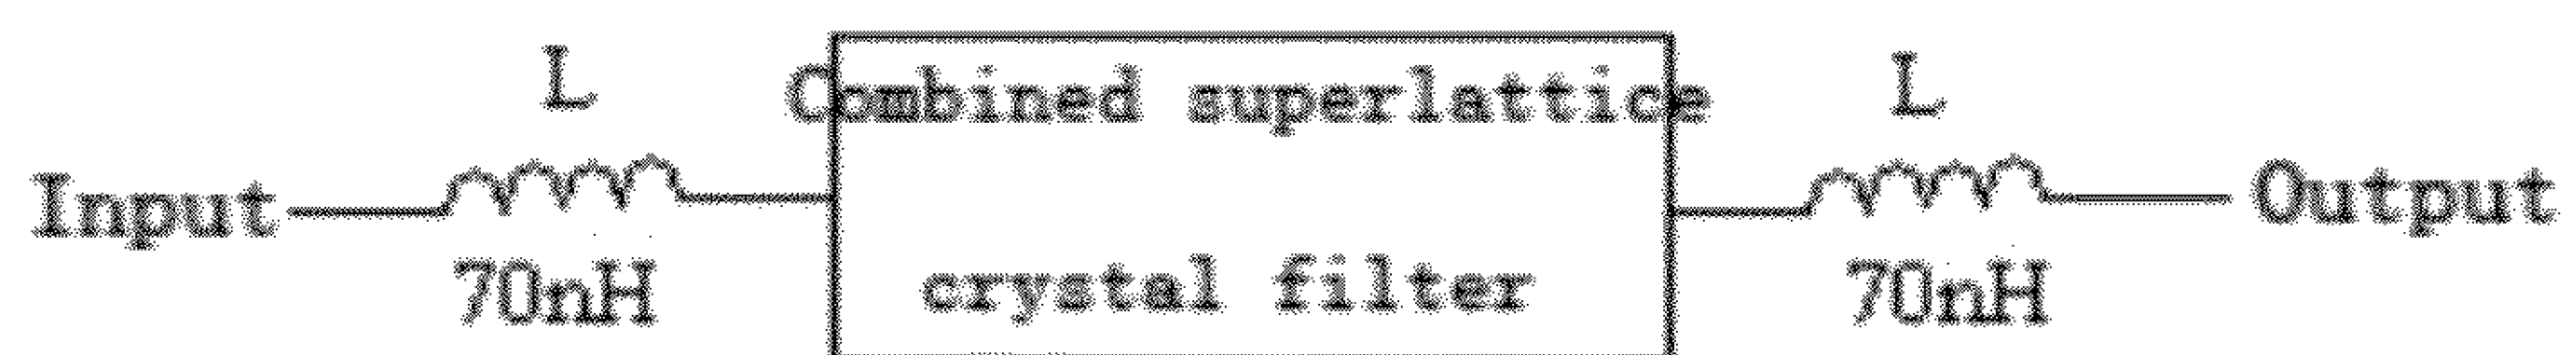 L
Combined superlattice
L
Input
Output
70nH
crystal filter
70nH